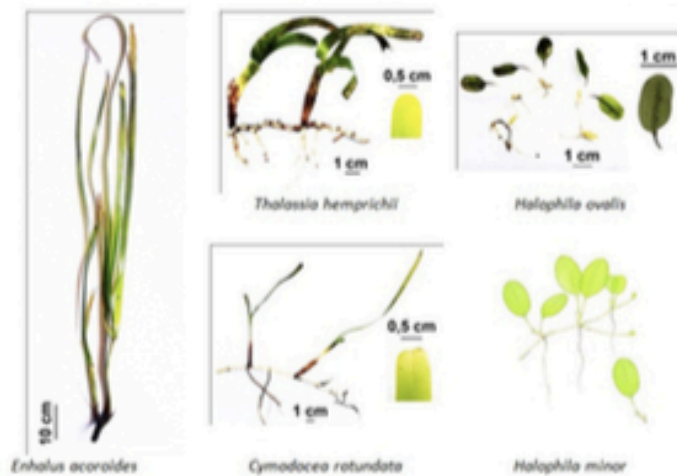 0,5 cm
1 cm
Thalassia hemprichii
1 cm
1 cm
Halophila ovalis
10 cm
Enhalus acoroides
0,5 cm
1 cm
Cymodocea rotundata
Halophila minor